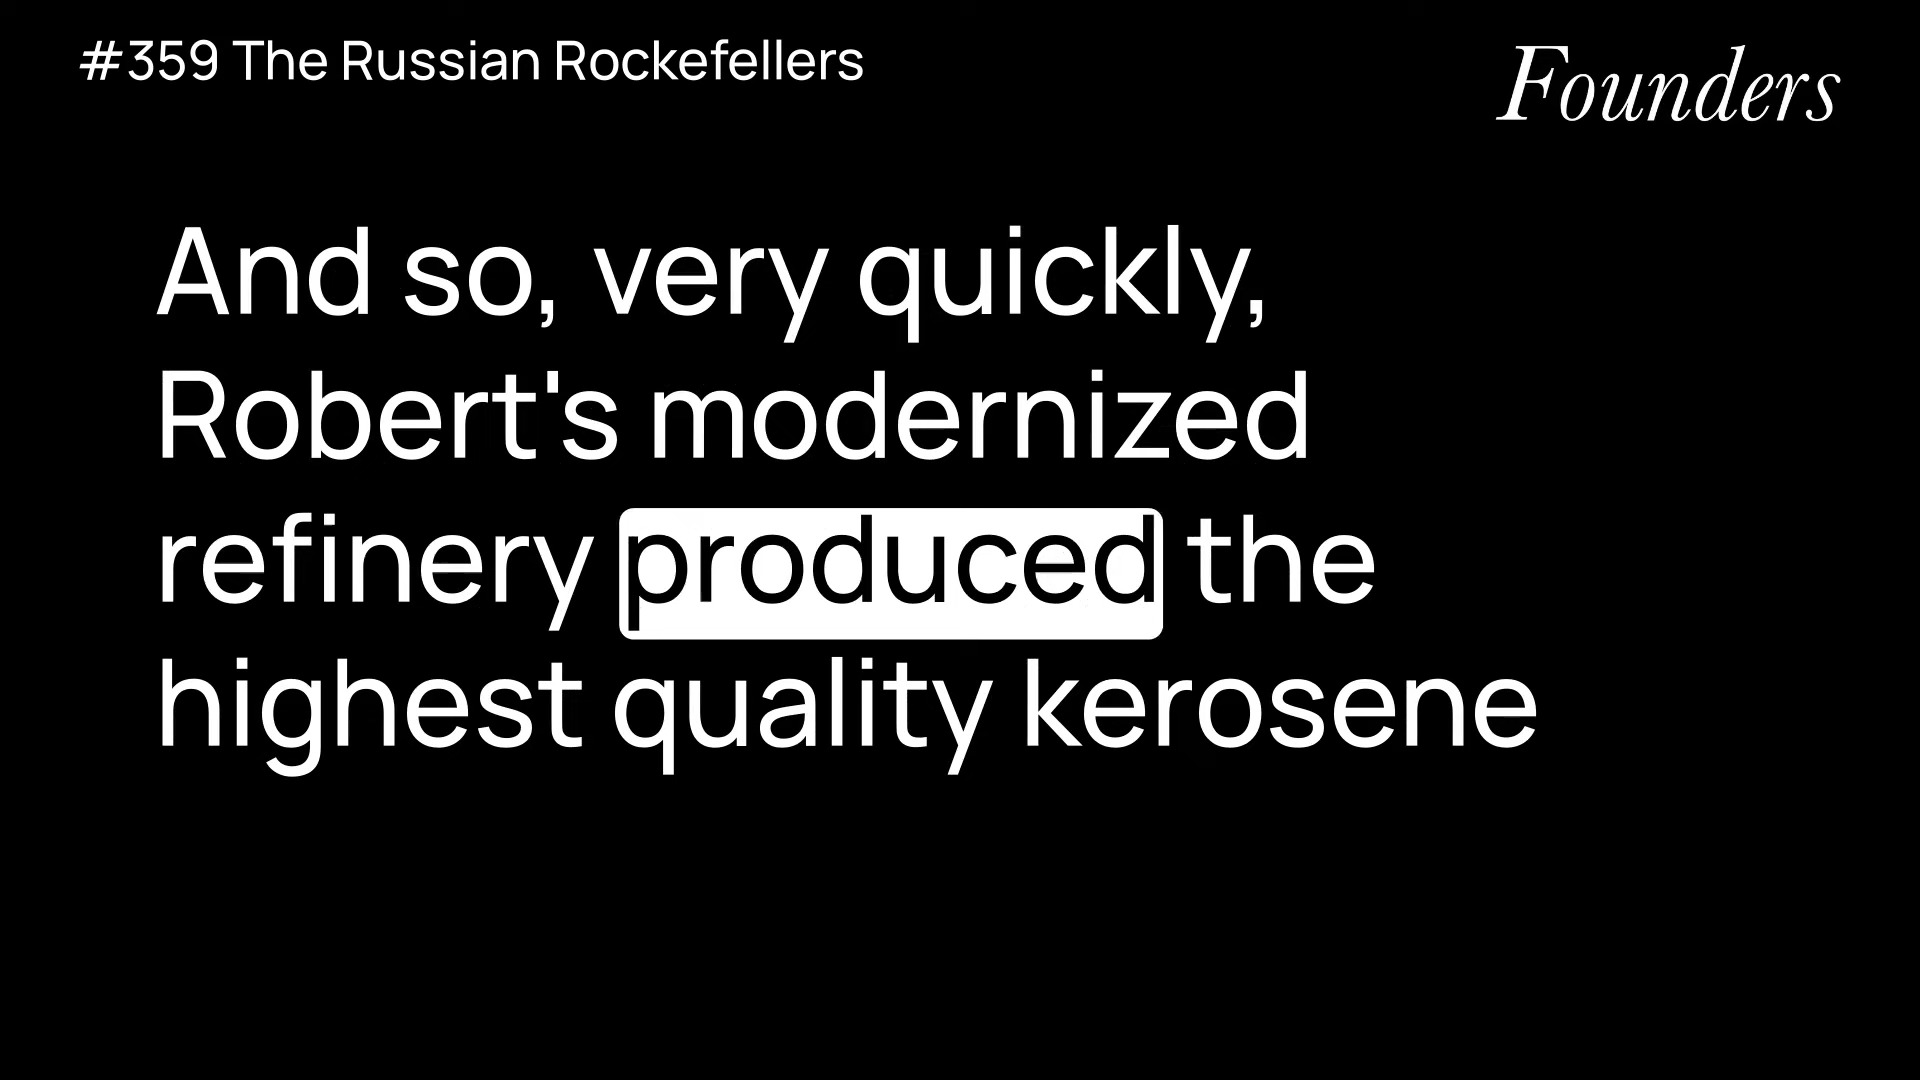 #359 The Russian Rockefellers
Founders
And so, very quickly,
Robert's modernized
refinery produced the
highest quality kerosene